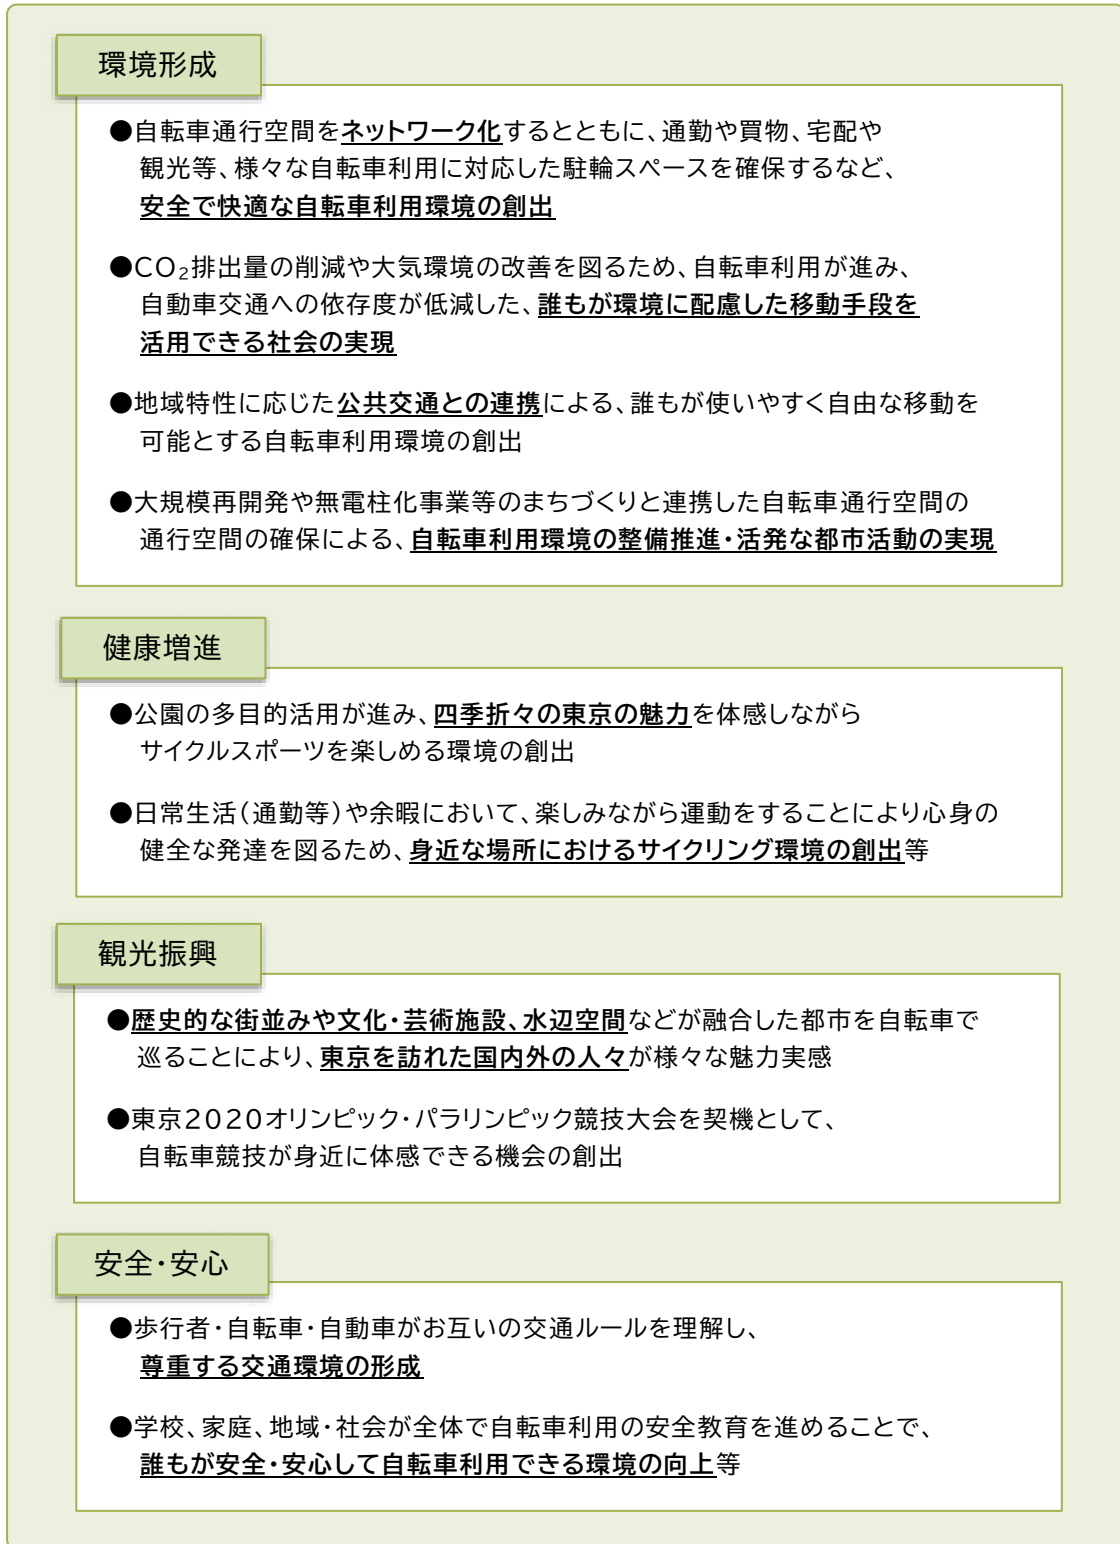 環境形成
●自転車通行空間をネットワーク化するとともに、通勤や買物、宅配や
観光等、様々な自転車利用に対応した駐輪スペースを確保するなど、
安全で快適な自転車利用環境の創出
●CO₂排出量の削減や大気環境の改善を図るため、自転車利用が進み、
自動車交通への依存度が低減した、誰もが環境に配慮した移動手段を
活用できる社会の実現
●地域特性に応じた公共交通との連携による、誰もが使いやすく自由な移動を
可能とする自転車利用環境の創出
●大規模再開発や無電柱化事業等のまちづくりと連携した自転車通行空間の
通行空間の確保による、自転車利用環境の整備推進・活発な都市活動の実現
健康増進
●公園の多目的活用が進み、四季折々の東京の魅力を体感しながら
サイクルスポーツを楽しめる環境の創出
●日常生活(通勤等)や余暇において、楽しみながら運動をすることにより心身の
健全な発達を図るため、身近な場所におけるサイクリング環境の創出等
観光振興
●歴史的な街並みや文化・芸術施設、水辺空間などが融合した都市を自転車で
巡ることにより、東京を訪れた国内外の人々が様々な魅力実感
●東京2020オリンピック・パラリンピック競技大会を契機として、
自転車競技が身近に体感できる機会の創出
安全・安心
●歩行者・自転車・自動車がお互いの交通ルールを理解し、
尊重する交通環境の形成
●学校、家庭、地域・社会が全体で自転車利用の安全教育を進めることで、
誰もが安全・安心して自転車利用できる環境の向上等